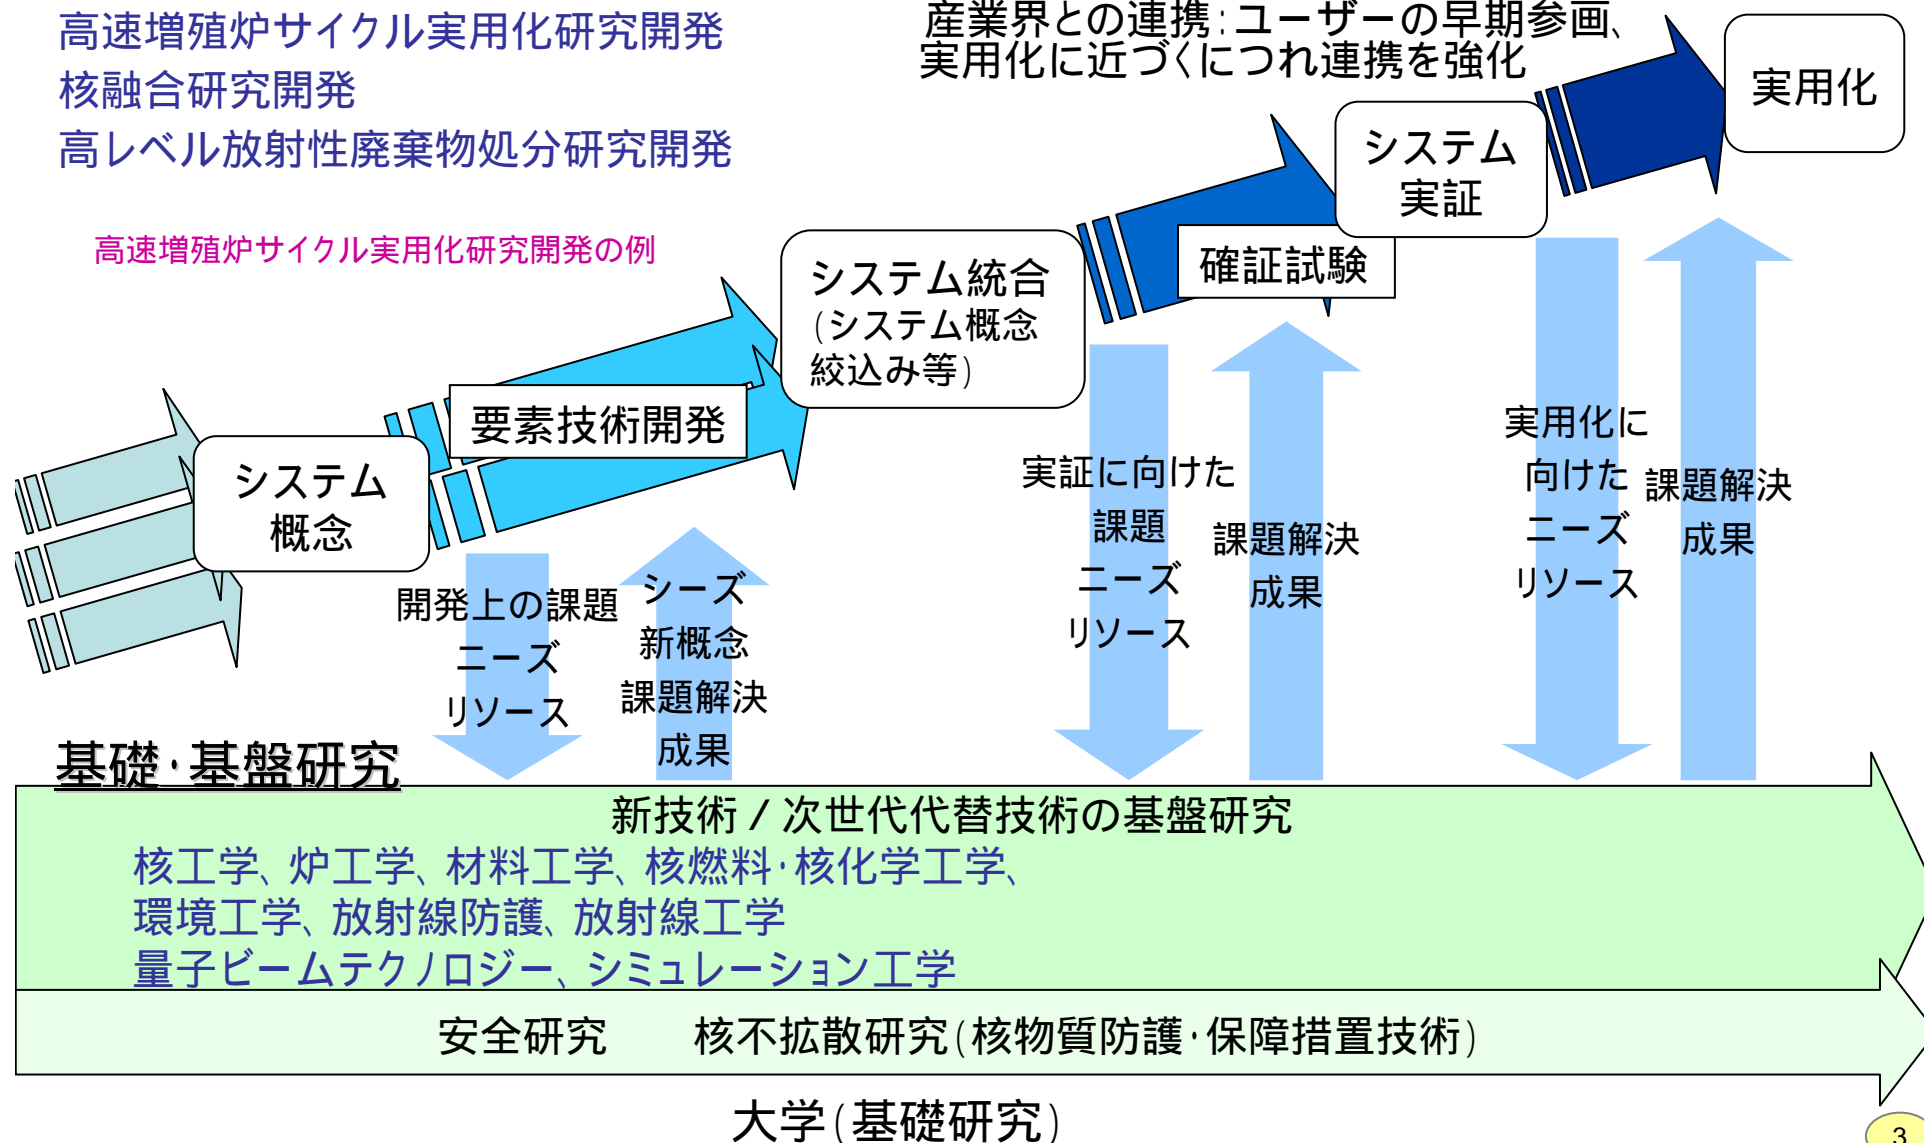 高速増殖炉サイクル実用化研究開発
核融合研究開発
高レベル放射性廃棄物処分研究開発
産業界との連携:ユーザーの早期参画、
実用化に近づくにつれ連携を強化
実用化
システム
実証
高速増殖炉サイクル実用化研究開発の例
確証試験
システム統合
(システム概念
絞込み等)
要素技術開発
システム
概念
開発上の課題
ニーズ
リソース
シーズ
新概念
課題解決
成果
実証に向けた
課題
ニーズ
リソース
課題解決
成果
実用化に
向けた
ニーズ
リソース
課題解決
成果
基礎・基盤研究
新技術/次世代代替技術の基盤研究
核工学、炉工学、材料工学、核燃料・核化学工学、
環境工学、放射線防護、放射線工学
量子ビームテクノロジー、シミュレーション工学
安全研究 核不拡散研究(核物質防護・保障措置技術)
大学(基礎研究)
3